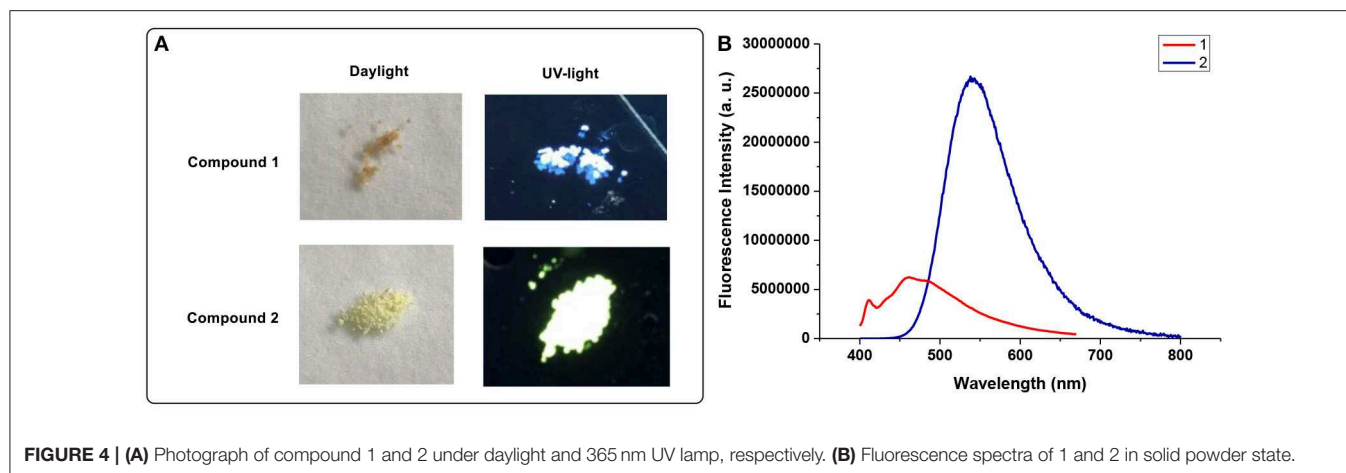 A
Daylight UV-light
Compound 1
Compound 2
B
30000000
25000000
20000000
15000000
10000000
5000000
0
Fluorescence Intensity (a. u.)
1
2
400 500 600 700 800
Wavelength (nm)
FIGURE 4 | (A) Photograph of compound 1 and 2 under daylight and 365 nm UV lamp, respectively. (B) Fluorescence spectra of 1 and 2 in solid powder state.